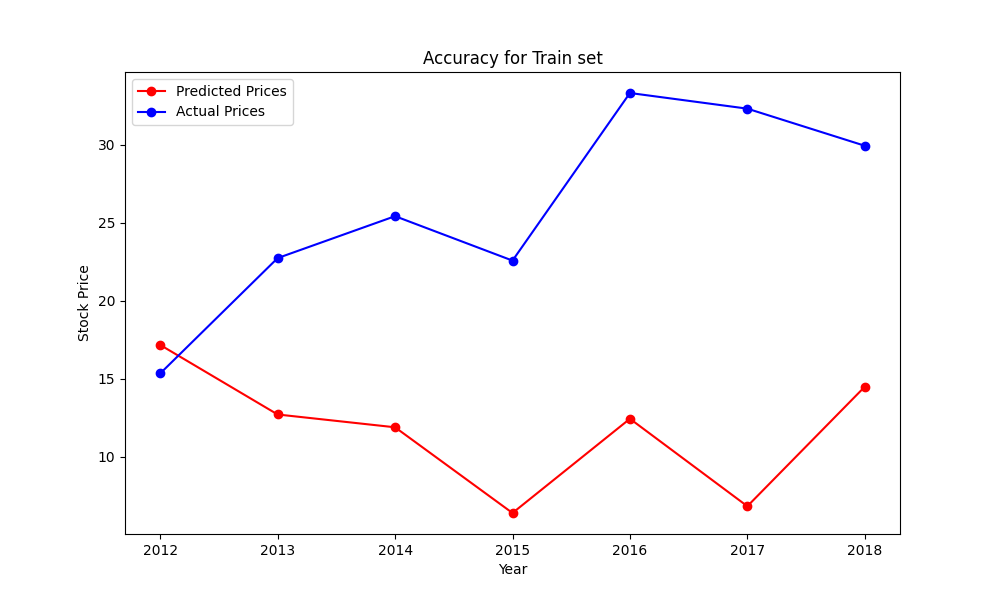 Accuracy for Train set
Predicted Prices
Actual Prices
Stock Price
30
25
20
15
10
2012 2013 2014 2015 2016 2017 2018
Year